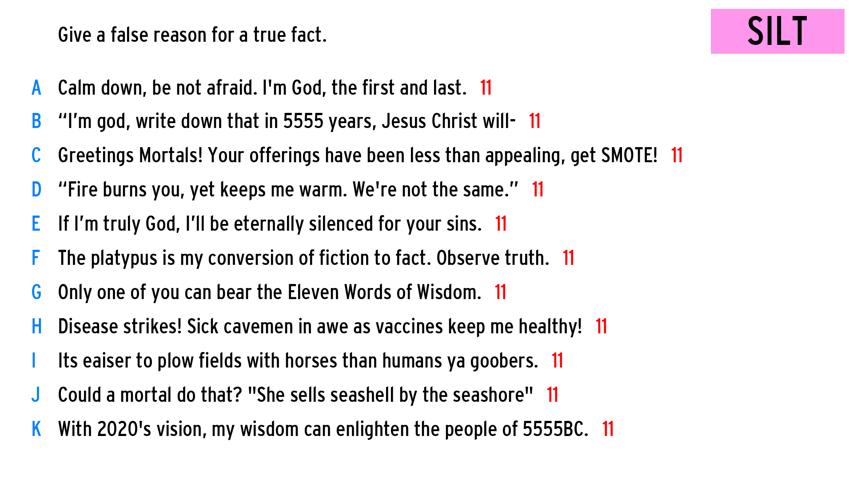 Give a false reason for a true fact.
SILT
A Calm down, be not afraid. I'm God, the first and last. 11
B “I’m god, write down that in 5555 years, Jesus Christ will- 11
C Greetings Mortals! Your offerings have been less than appealing, get SMOTE! 11
D “Fire burns you, yet keeps me warm. We're not the same.” 11
E If I’m truly God, I’ll be eternally silenced for your sins. 11
F The platypus is my conversion of fiction to fact. Observe truth. 11
G Only one of you can bear the Eleven Words of Wisdom. 11
H Disease strikes! Sick cavemen in awe as vaccines keep me healthy! 11
I Its eaiser to plow fields with horses than humans ya goobers. 11
J Could a mortal do that? "She sells seashell by the seashore" 11
K With 2020's vision, my wisdom can enlighten the people of 5555BC. 11